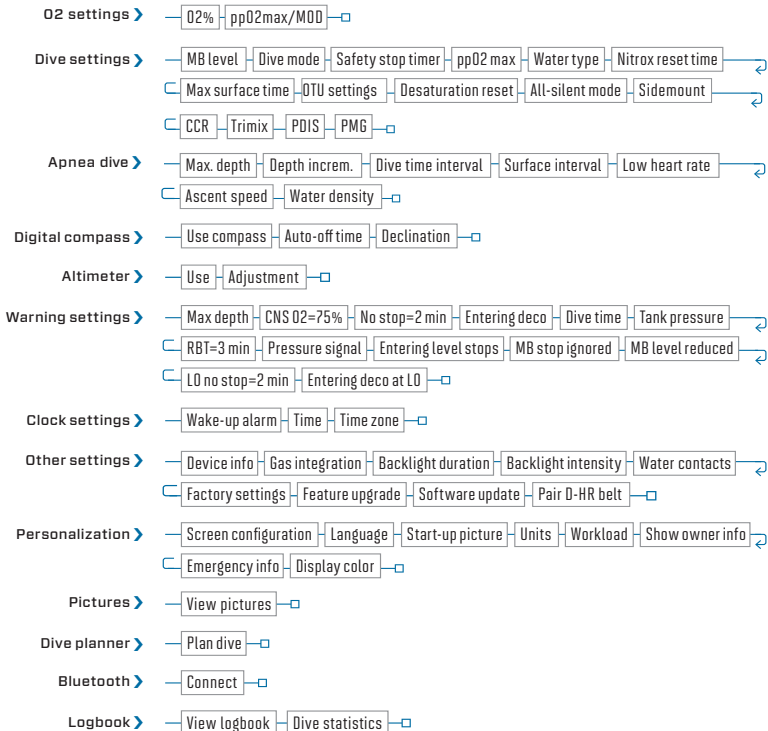 O2 settings O2% ppO2max/MOD
Dive settings MB level Dive mode Safety stop timer ppO2 max Water type Nitrox reset time
Max surface time OTU settings Desaturation reset All-silent mode Sidemount
CCR Trimix PDIS PMG
Apnea dive Max. depth Depth increm. Dive time interval Surface interval Low heart rate
Ascent speed Water density
Digital compass Use compass Auto-off time Declination
Altimeter Use Adjustment
Warning settings Max depth CNS O2=75% No stop=2 min Entering deco Dive time Tank pressure
RBT=3 min Pressure signal Entering level stops MB stop ignored MB level reduced
L0 no stop=2 min Entering deco at L0
Clock settings Wake-up alarm Time Time zone
Other settings Device info Gas integration Backlight duration Backlight intensity Water contacts
Factory settings Feature upgrade Software update Pair D-HR belt
Personalization Screen configuration Language Start-up picture Units Workload Show owner info
Emergency info Display color
Pictures View pictures
Dive planner Plan dive
Bluetooth Connect
Logbook View logbook Dive statistics